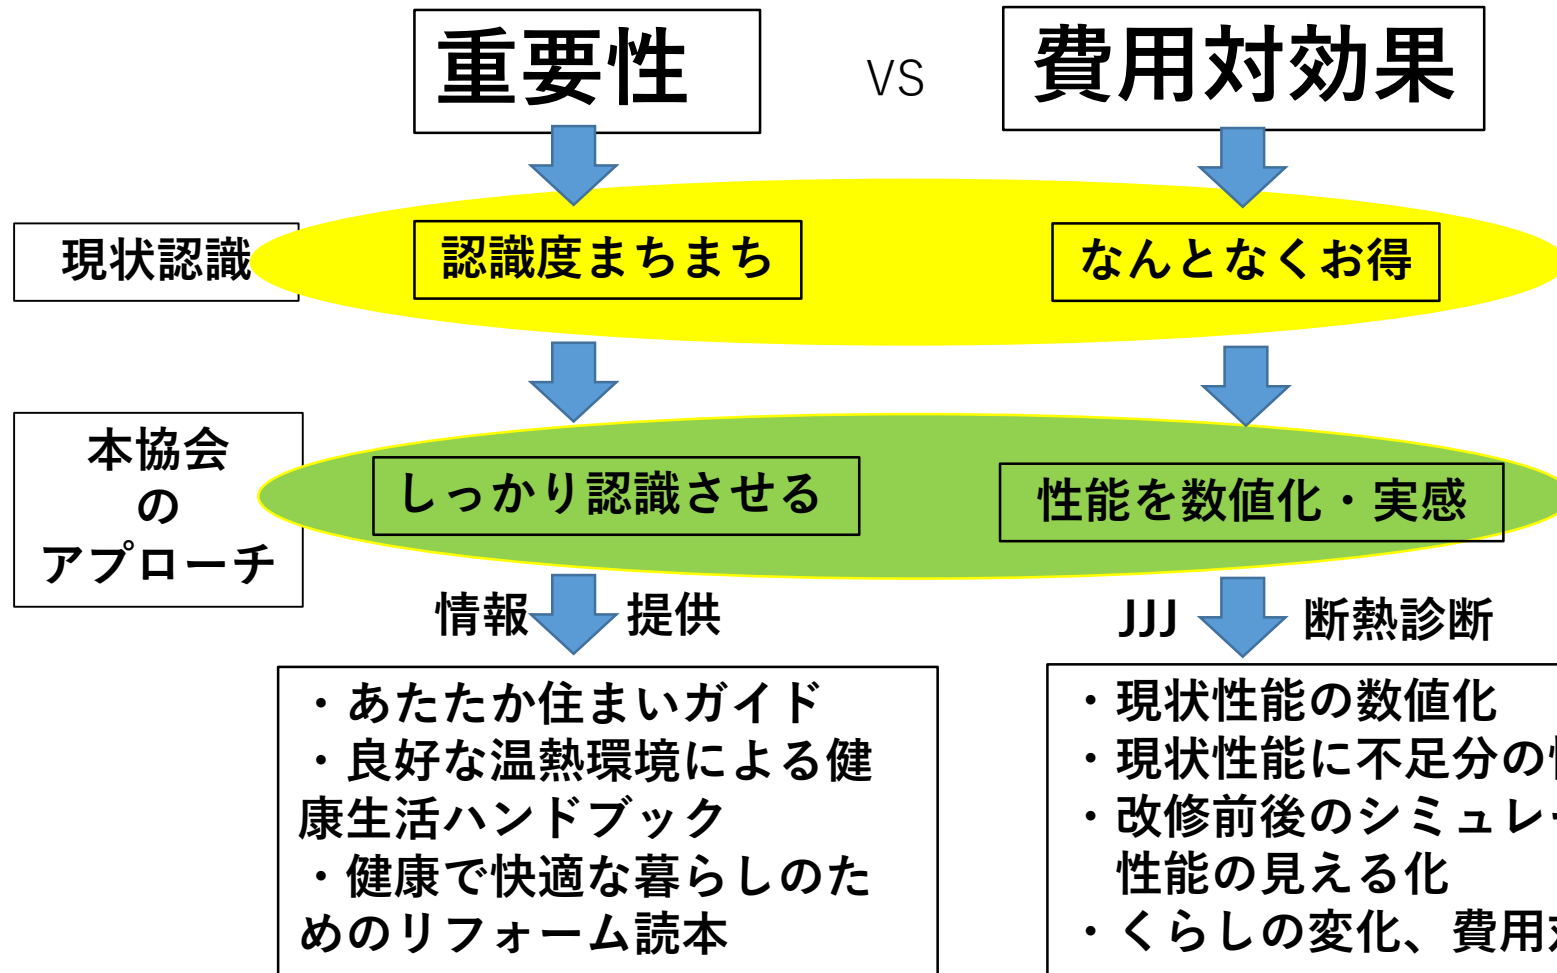 重要性
VS
費用対効果
現状認識
認識度まちまち
なんとなくお得
本協会
の
アプローチ
しっかり認識させる
性能を数値化・実感
情報 提供
JJJ 断熱診断
・あたたか住まいガイド
・良好な温熱環境による健
康生活ハンドブック
・健康で快適な暮らしのた
めのリフォーム読本
・現状性能の数値化
・現状性能に不足分の
・改修前後のシミュレー
性能の見える化
・くらしの変化、費用対